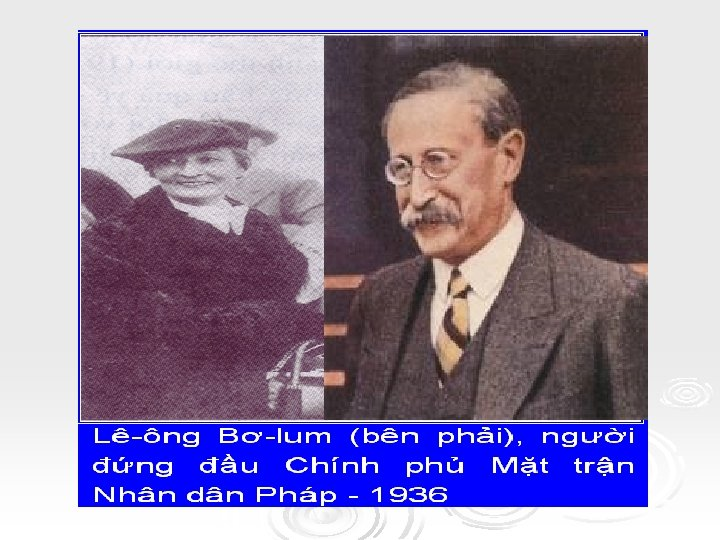 Lê-ông Bơ-lum (bên phải), người
đứng đầu Chính phủ Mặt trận
Nhân dân Pháp - 1936